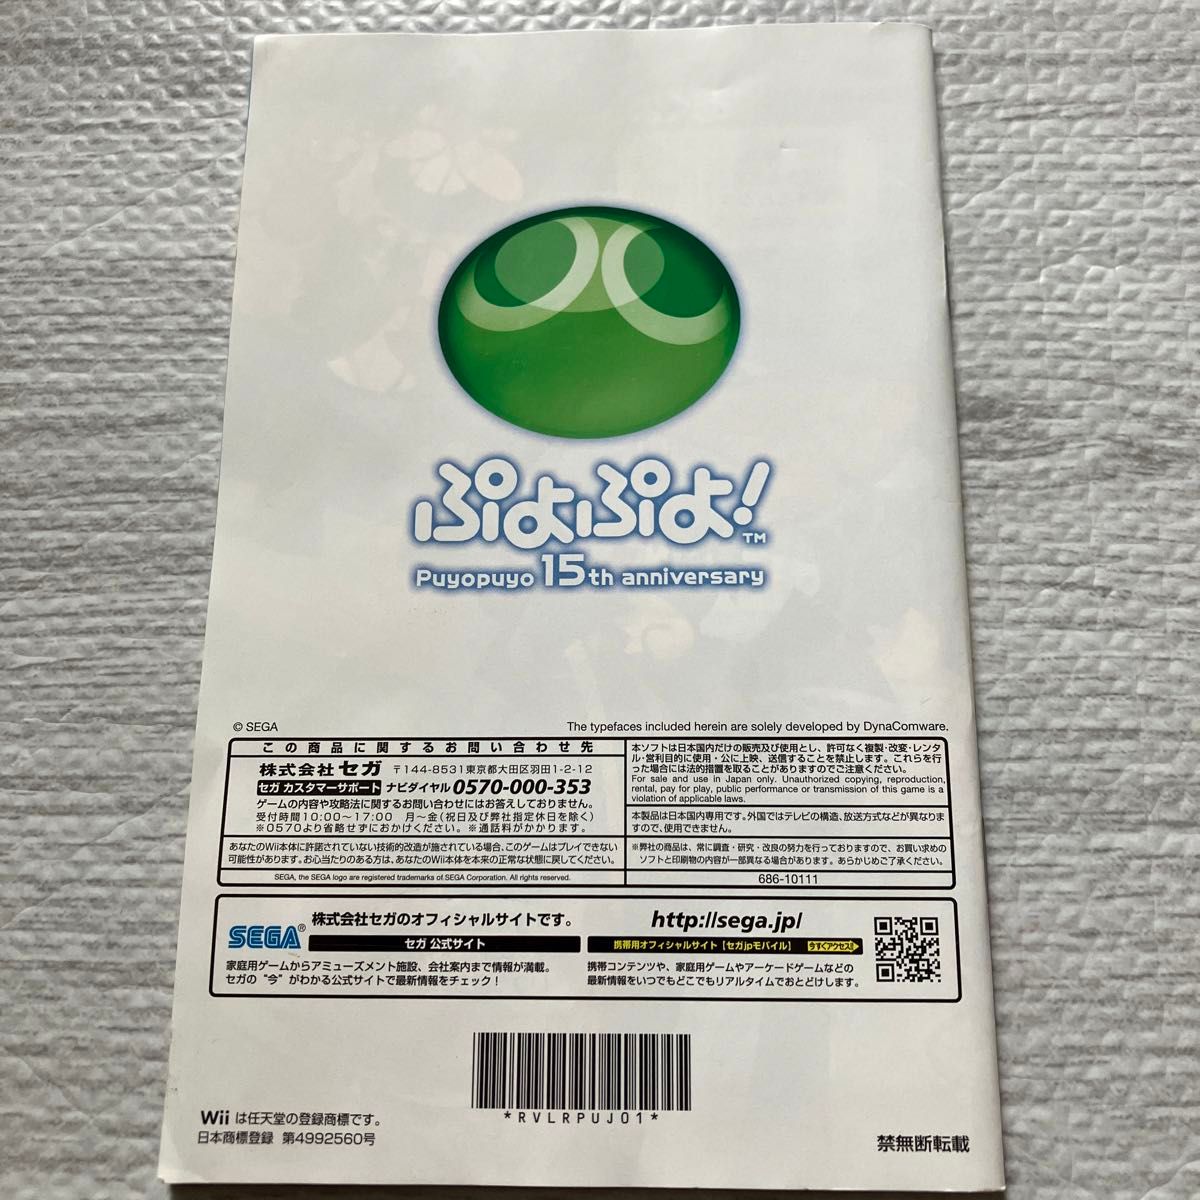 ぷよぷよ!
TM
Puyopuyo 15th anniversary
© SEGA
The typefaces included herein are solely developed by DynaComware.
この商品に関するお問い合わせ先
株式会社 セガ 〒144-8531東京都大田区羽田1-2-12
セガ カスタマーサポート ナビダイヤル 0570-000-353
ゲームの内容や攻略法に関するお問い合わせにはお答えしておりません。
受付時間10:00〜17:00 月〜金(祝日及び弊社指定休日を除く)
※0570より省略せずにおかけください。※通話料がかかります。
あなたのWii本体に許諾されていない技術的改造が施されている場合、このゲームはプレイできない
可能性があります。お心当たりのある方は、あなたのWii本体を本来の正常な状態に戻してください。
SEGA, the SEGA logo are registered trademarks of SEGA Corporation. All rights reserved.
本ソフトは日本国内だけの販売及び使用とし、許可なく複製・改変・レンタ
ル・営利目的に使用・公に上映、送信することを禁止します。これらを行
った場合には法的措置を取ることがありますのでご注意ください。
For sale and use in Japan only. Unauthorized copying, reproduction,
rental, pay for play, public performance or transmission of this game is a
violation of applicable laws.
本製品は日本国内専用です。外国ではテレビの構造、放送方式などが異なりま
すので、使用できません。
※弊社の商品は、常に調査・研究・改良の努力を行っておりますので、お買い求めの
ソフトと印刷物の内容が一部異なる場合があります。あらかじめご了承ください。
686-10111
SEGA®
株式会社セガのオフィシャルサイトです。
http://sega.jp/
セガ 公式サイト
携帯用オフィシャルサイト【セガjpモバイル】 今すぐアクセス!!
家庭用ゲームからアミューズメント施設、会社案内まで情報が満載。
セガの"今"がわかる公式サイトで最新情報をチェック!
携帯コンテンツや、家庭用ゲームやアーケードゲームなどの
最新情報をいつでもどこでもリアルタイムでおとどけします。
*RVLRPUJ01*
Wii は任天堂の登録商標です。
日本商標登録 第4992560号
禁無断転載